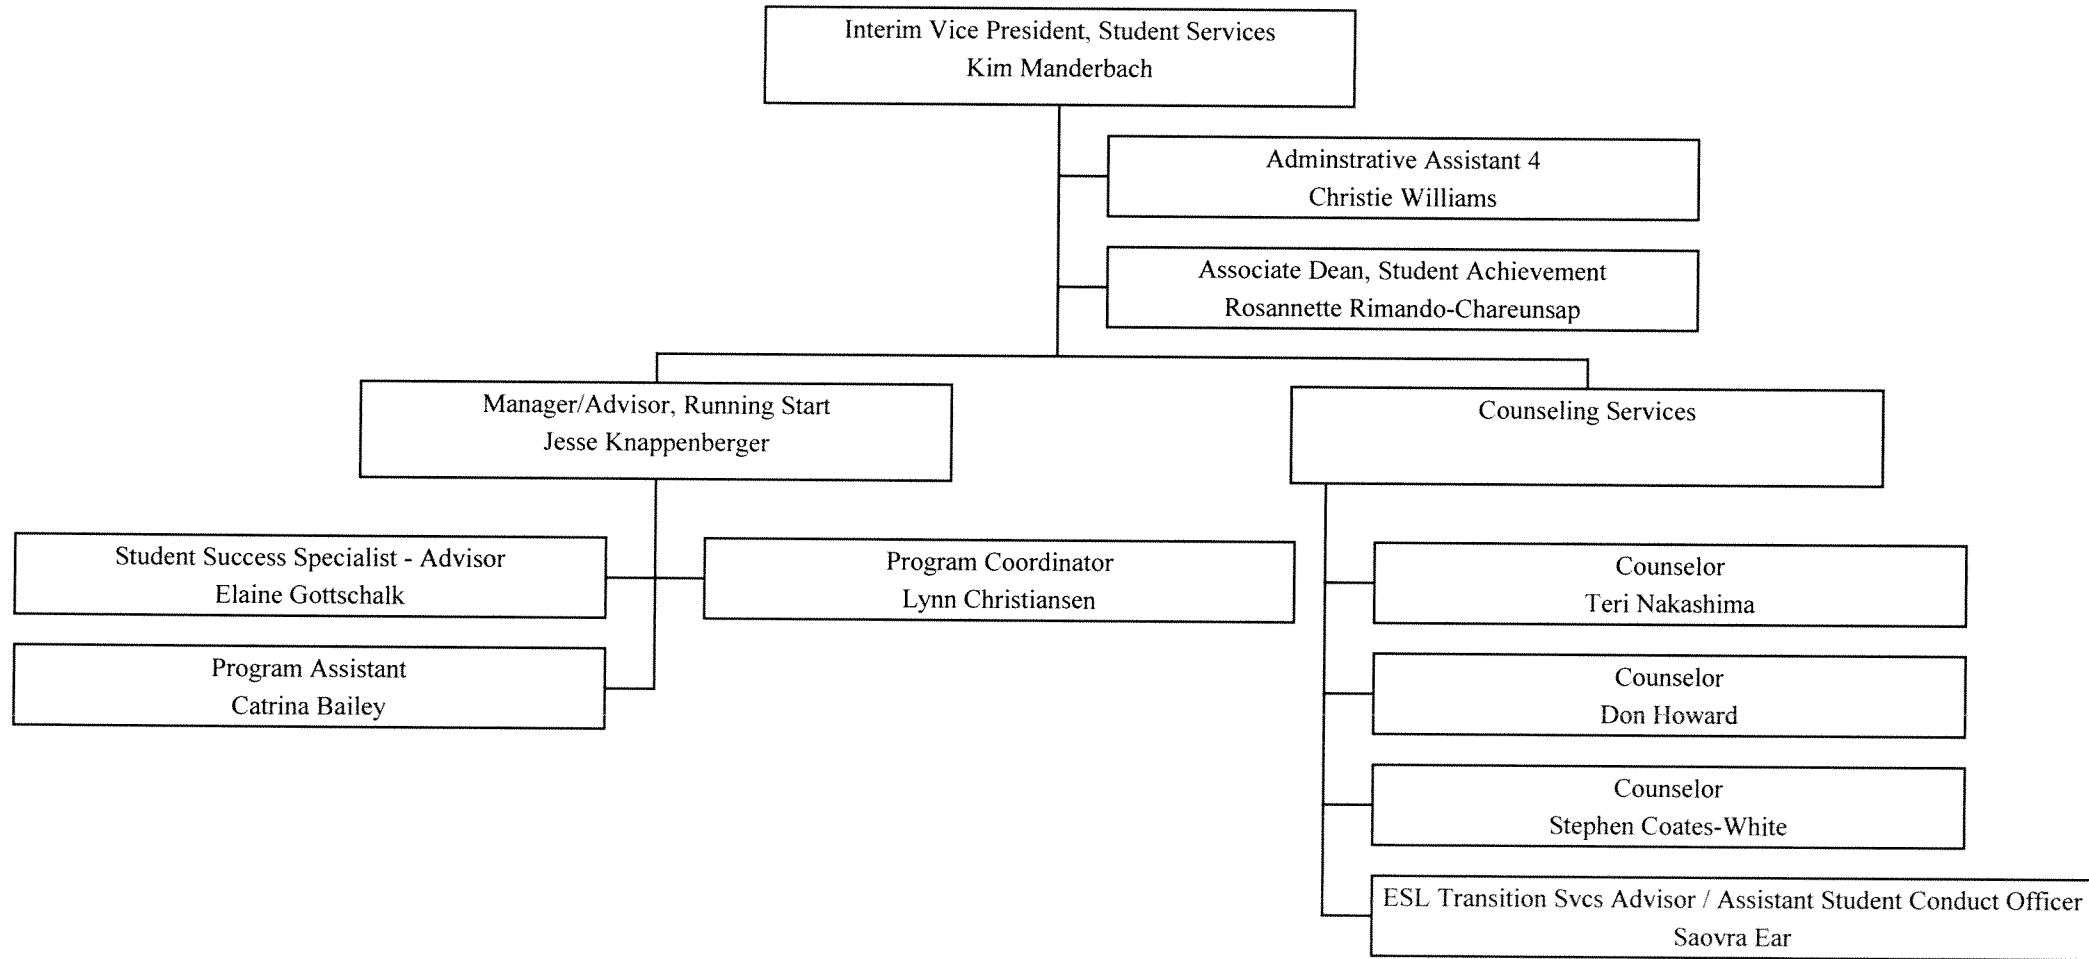 Interim Vice President, Student Services
Kim Manderbach
Adminstrative Assistant 4
Christie Williams
Associate Dean, Student Achievement
Rosannette Rimando-Chareunsap
Manager/Advisor, Running Start
Jesse Knappenberger
Counseling Services
Student Success Specialist - Advisor
Elaine Gottschalk
Program Coordinator
Lynn Christiansen
Program Assistant
Catrina Bailey
Counselor
Teri Nakashima
Counselor
Don Howard
Counselor
Stephen Coates-White
ESL Transition Svcs Advisor / Assistant Student Conduct Officer
Saovra Ear